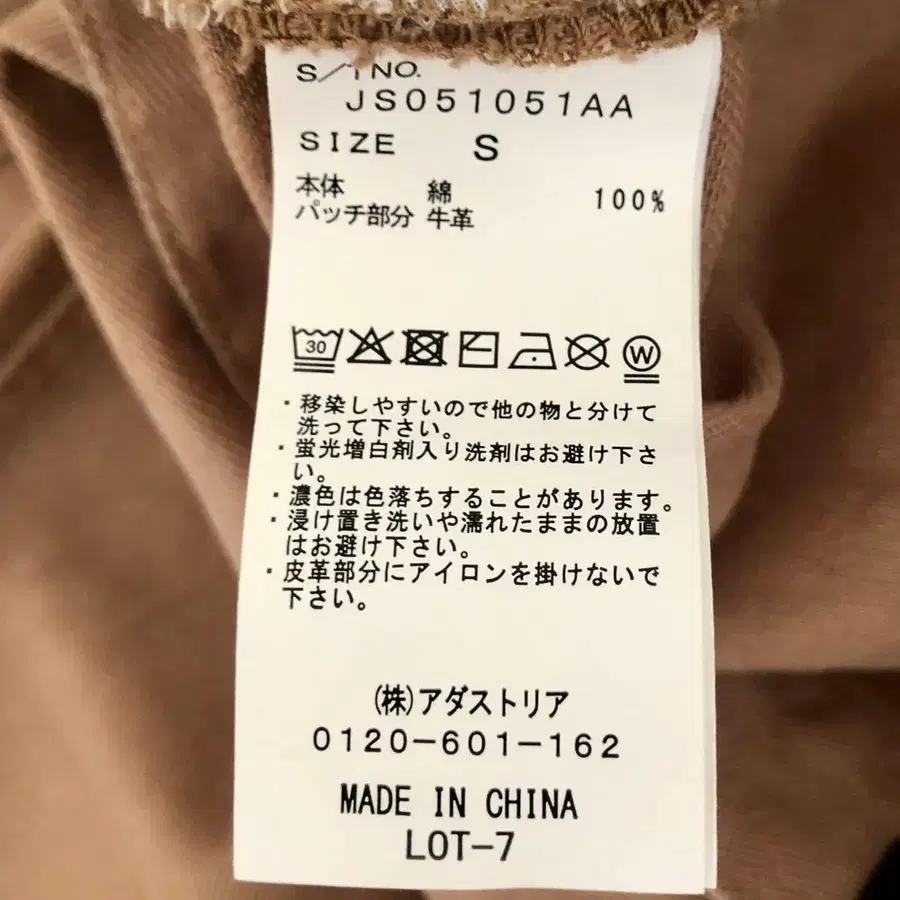 S/T NO.
JS051051AA
SIZE S
本体 綿 100%
パッチ部分 牛革
30 W
・移染しやすいので他の物と分けて
洗って下さい。
・蛍光増白剤入り洗剤はお避け下さ
い。
・濃色は色落ちすることがあります。
・浸け置き洗いや濡れたままの放置
はお避け下さい。
・皮革部分にアイロンを掛けないで
下さい。
(株)アダストリア
0120-601-162
MADE IN CHINA
LOT-7